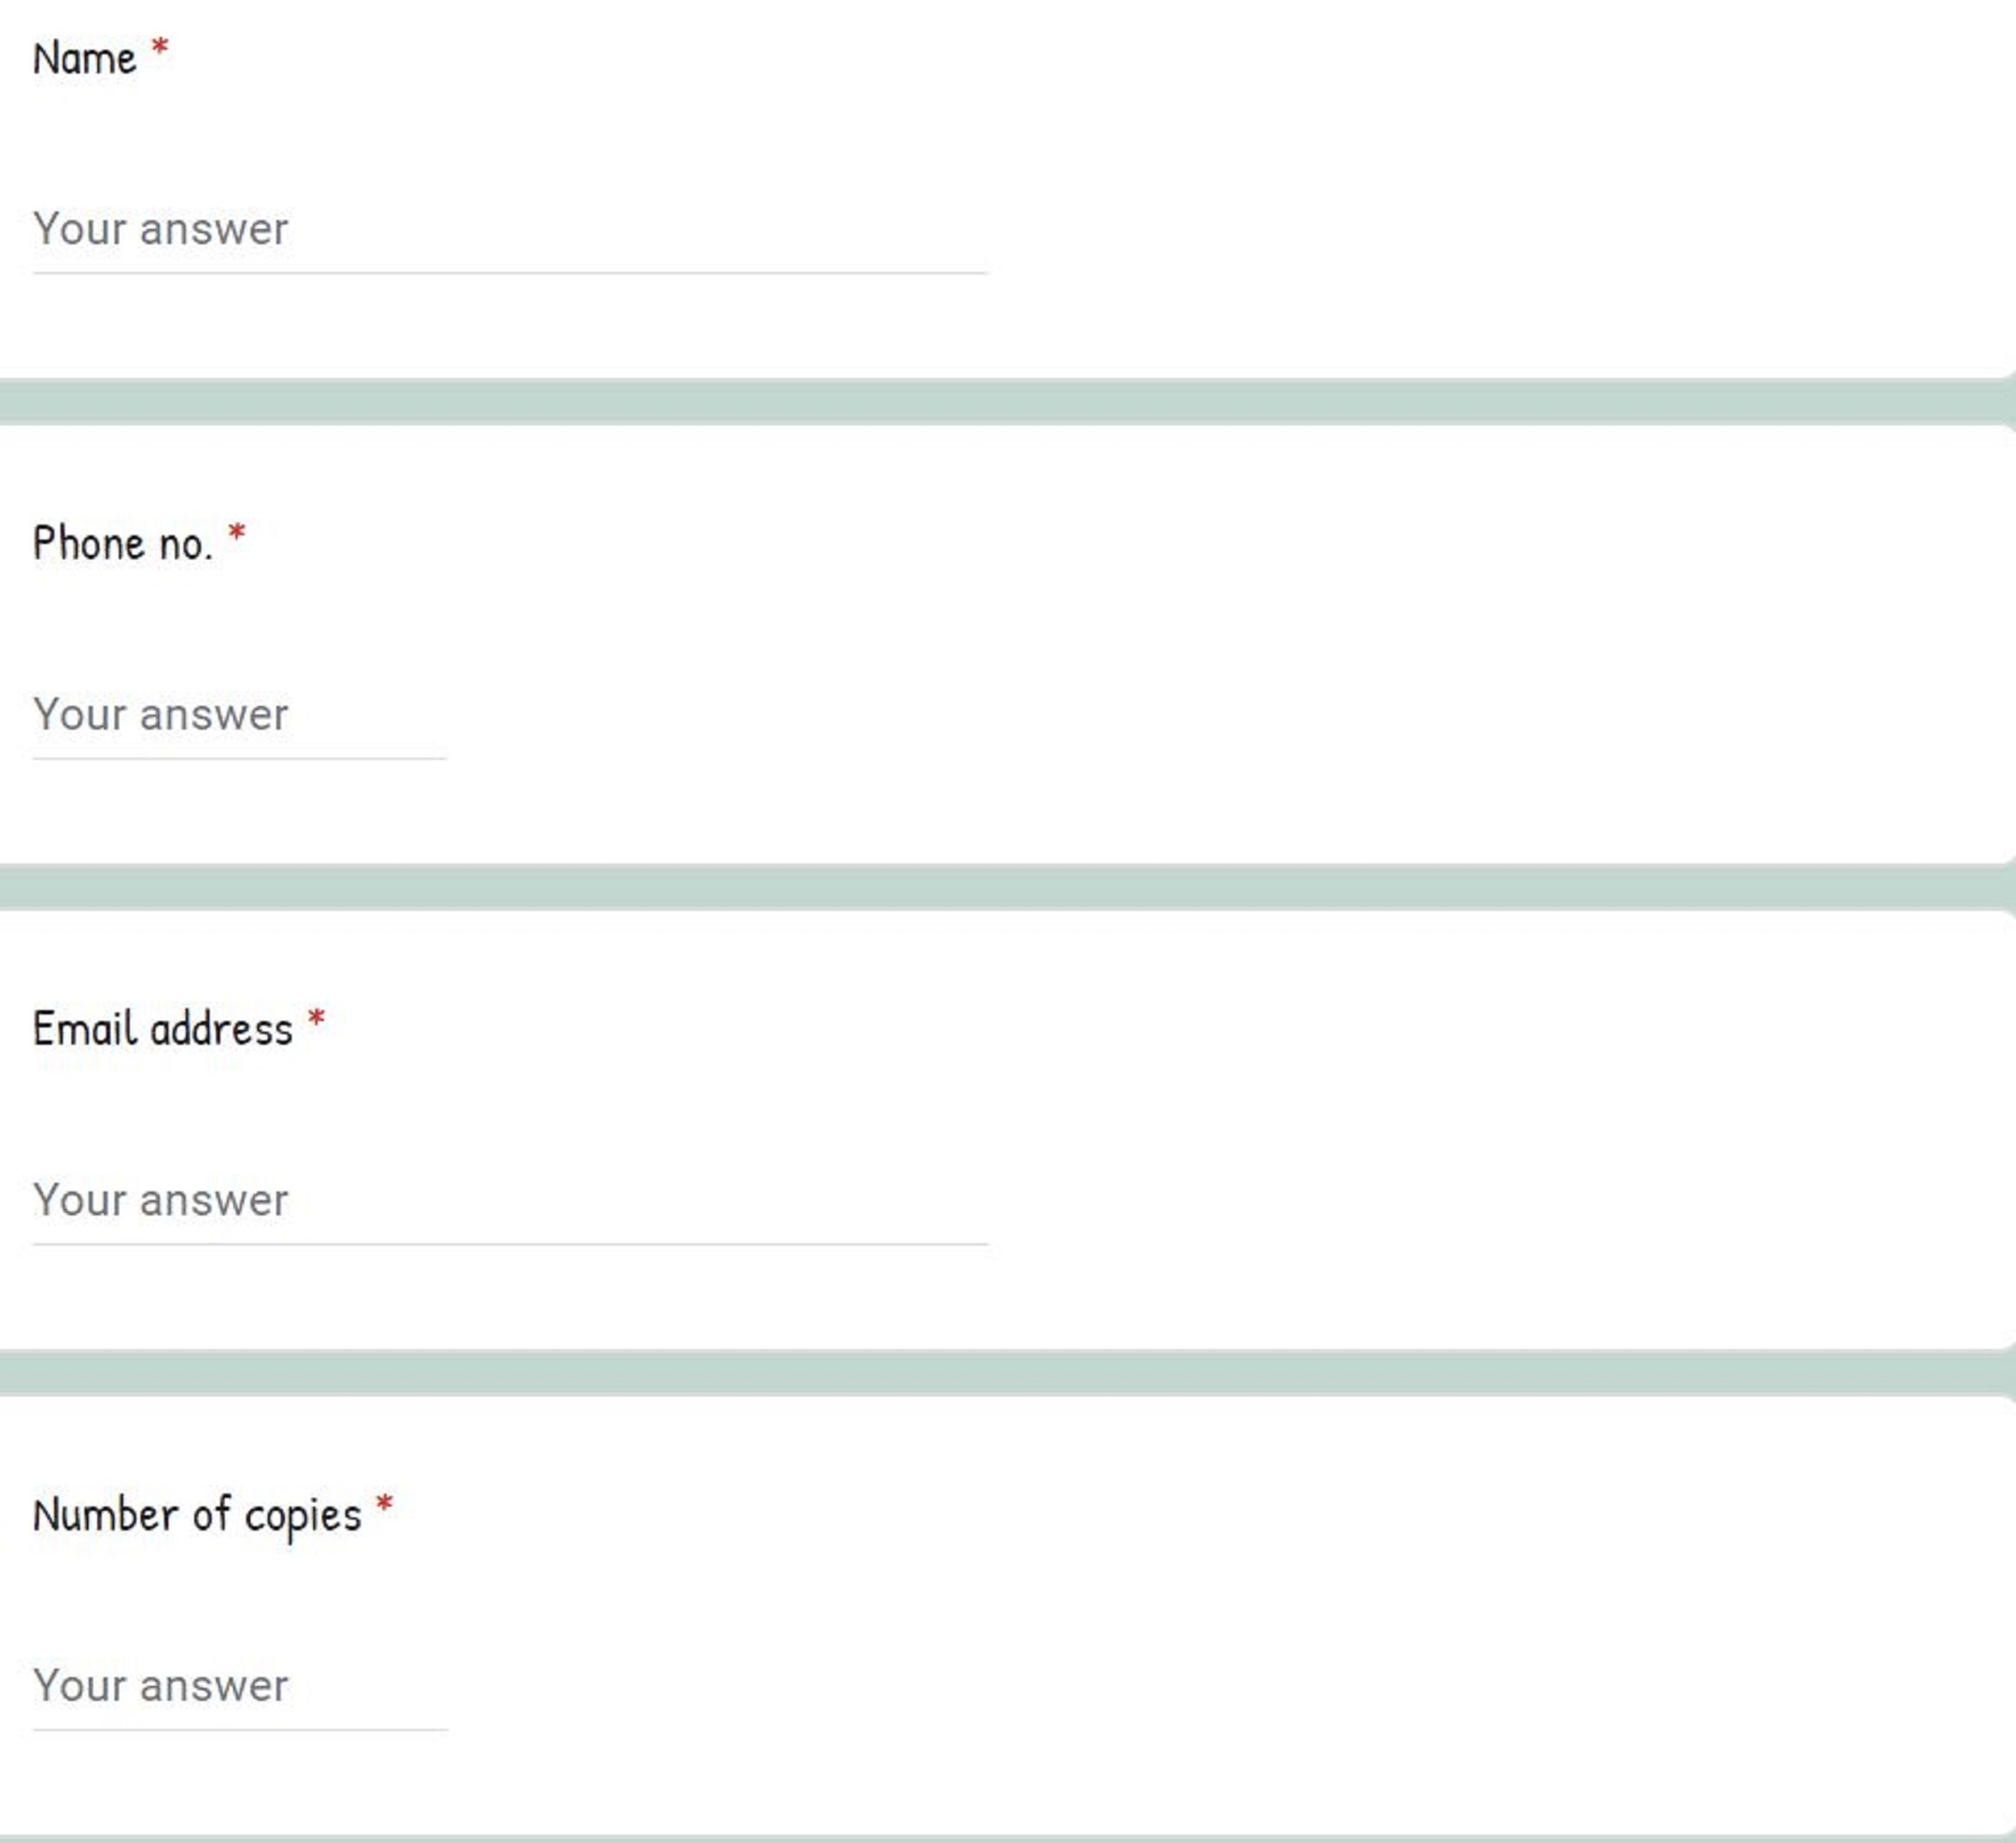 Name *
Your answer
Phone no. *
Your answer
Email address *
Your answer
Number of copies *
Your answer